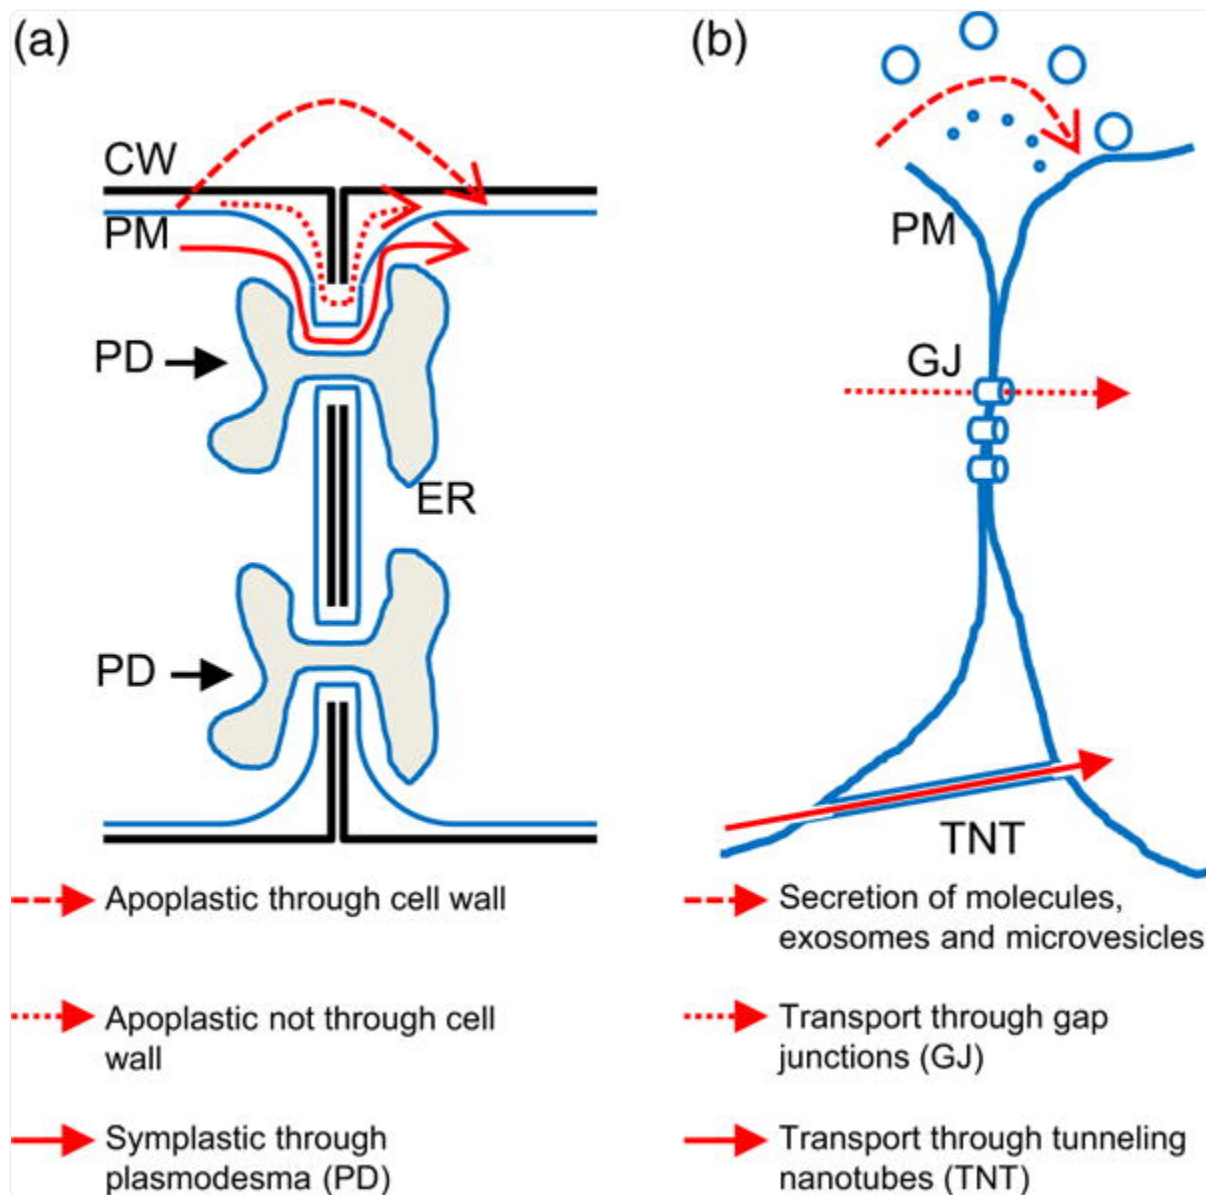 (a)
CW
PM
PD
ER
PD
Apoplastic through cell wall
Apoplastic not through cell
wall
Symplastic through
plasmodesma (PD)
(b)
PM
GJ
TNT
Secretion of molecules,
exosomes and microvesicles
Transport through gap
junctions (GJ)
Transport through tunneling
nanotubes (TNT)